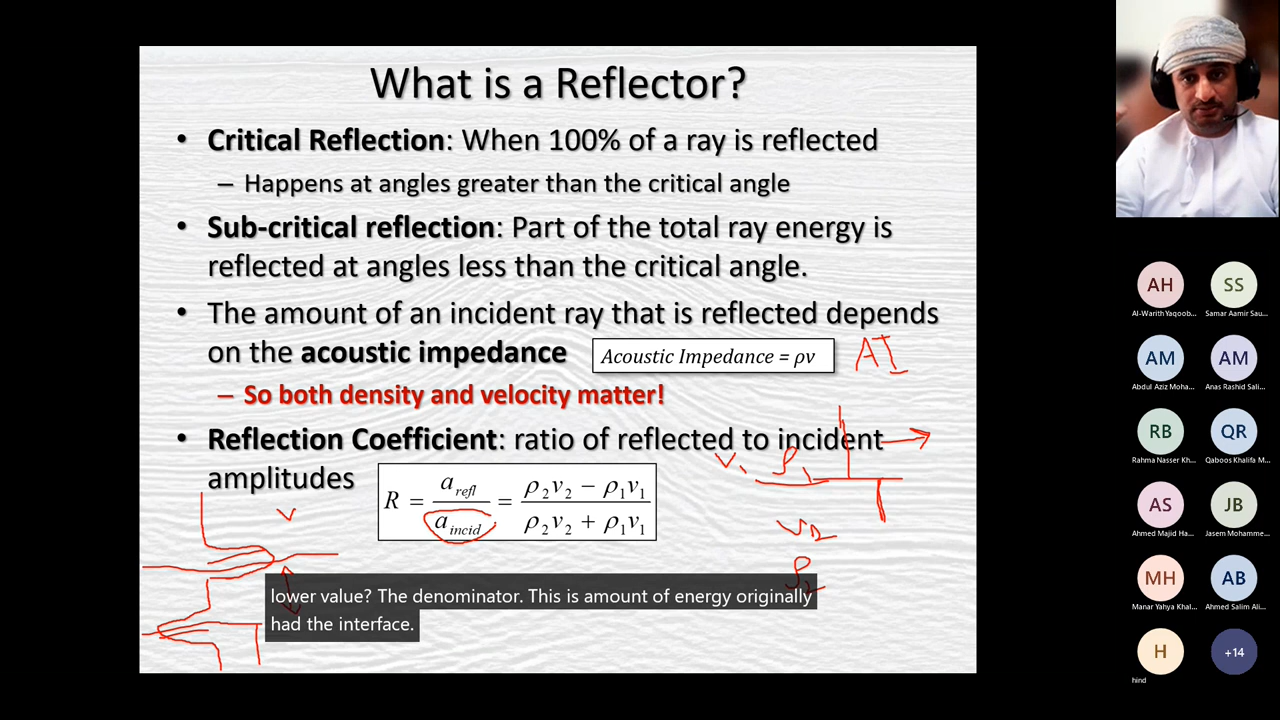 What is a Reflector?
• Critical Reflection: When 100% of a ray is reflected
– Happens at angles greater than the critical angle
• Sub-critical reflection: Part of the total ray energy is
reflected at angles less than the critical angle.
• The amount of an incident ray that is reflected depends
on the acoustic impedance
Acoustic Impedance = ρv
AI
– So both density and velocity matter!
• Reflection Coefficient: ratio of reflected to incident
amplitudes
R = a_refl / a_incid = (ρ₂v₂ − ρ₁v₁) / (ρ₂v₂ + ρ₁v₁)
v₁ ρ₁
v
v₂
ρ₂
lower value? The denominator. This is amount of energy originally
had the interface.
AH
SS
Al-Warith Yaqoob...
Samar Aamir Sau...
AM
AM
Abdul Aziz Moha...
Anas Rashid Sali...
RB
QR
Rahma Nasser Kh...
Qaboos Khalifa M...
AS
JB
Ahmed Majid Ha...
Jasem Mohamme...
MH
AB
Manar Yahya Khal...
Ahmed Salim Ali...
H
+14
hind